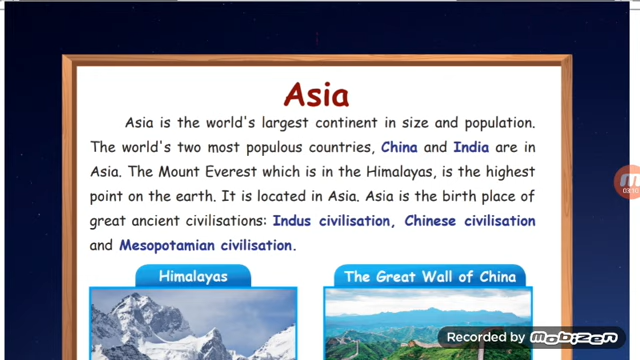 Asia
Asia is the world's largest continent in size and population.
The world's two most populous countries, China and India are in
Asia. The Mount Everest which is in the Himalayas, is the highest
point on the earth. It is located in Asia. Asia is the birth place of
great ancient civilisations: Indus civilisation, Chinese civilisation
and Mesopotamian civilisation.
Himalayas
The Great Wall of China
Recorded by mobizen